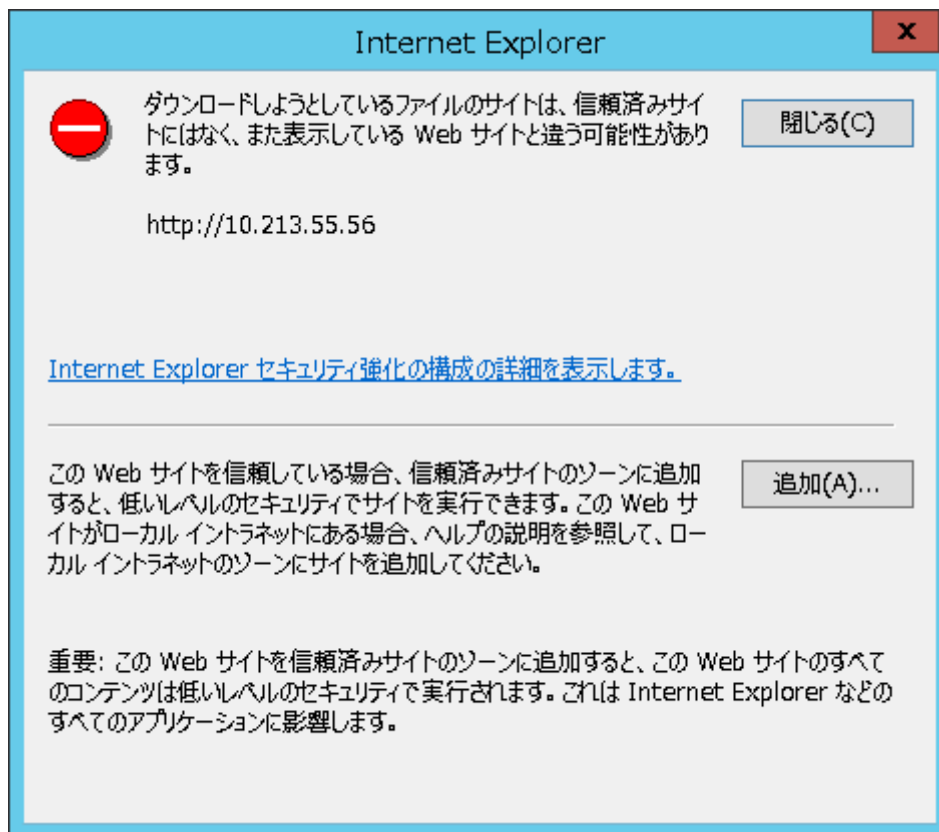 Internet Explorer
x
ダウンロードしようとしているファイルのサイトは、信頼済みサイ
トにはなく、また表示している Web サイトと違う可能性があり
ます。
閉じる(C)
http://10.213.55.56
Internet Explorer セキュリティ強化の構成の詳細を表示します。
この Web サイトを信頼している場合、信頼済みサイトのゾーンに追加
すると、低いレベルのセキュリティでサイトを実行できます。この Web サ
イトがローカル イントラネットにある場合、ヘルプの説明を参照して、ロー
カル イントラネットのゾーンにサイトを追加してください。
追加(A)...
重要: この Web サイトを信頼済みサイトのゾーンに追加すると、この Web サイトのすべて
のコンテンツは低いレベルのセキュリティで実行されます。これは Internet Explorer などの
すべてのアプリケーションに影響します。